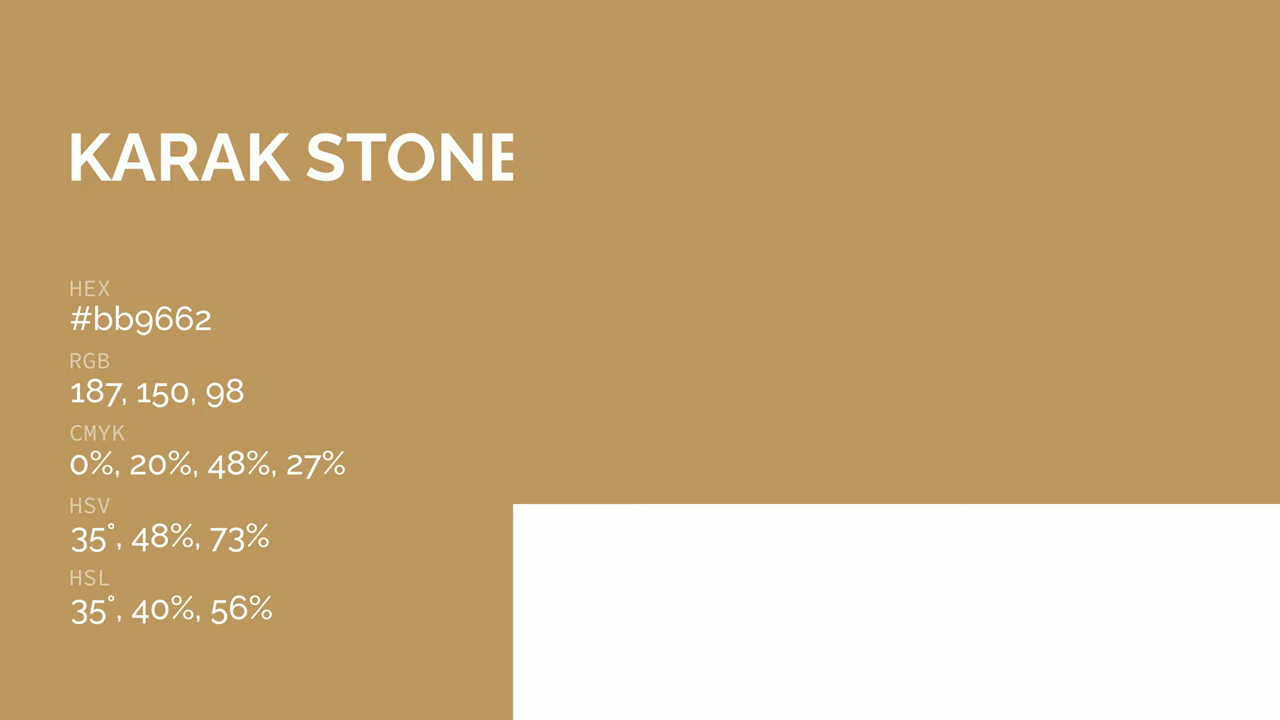 KARAK STONE
HEX
#bb9662
RGB
187, 150, 98
CMYK
0%, 20%, 48%, 27%
HSV
35°, 48%, 73%
HSL
35°, 40%, 56%